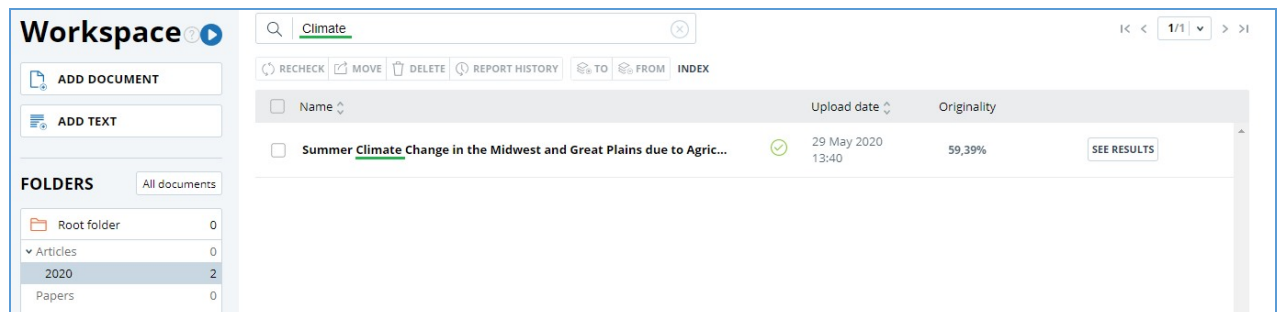 Workspace
Climate
1/1
ADD DOCUMENT
ADD TEXT
RECHECK MOVE DELETE REPORT HISTORY TO FROM INDEX
Name Upload date Originality
Summer Climate Change in the Midwest and Great Plains due to Agric... 29 May 2020 59,39% SEE RESULTS
13:40
FOLDERS All documents
Root folder 0
Articles 0
2020 2
Papers 0